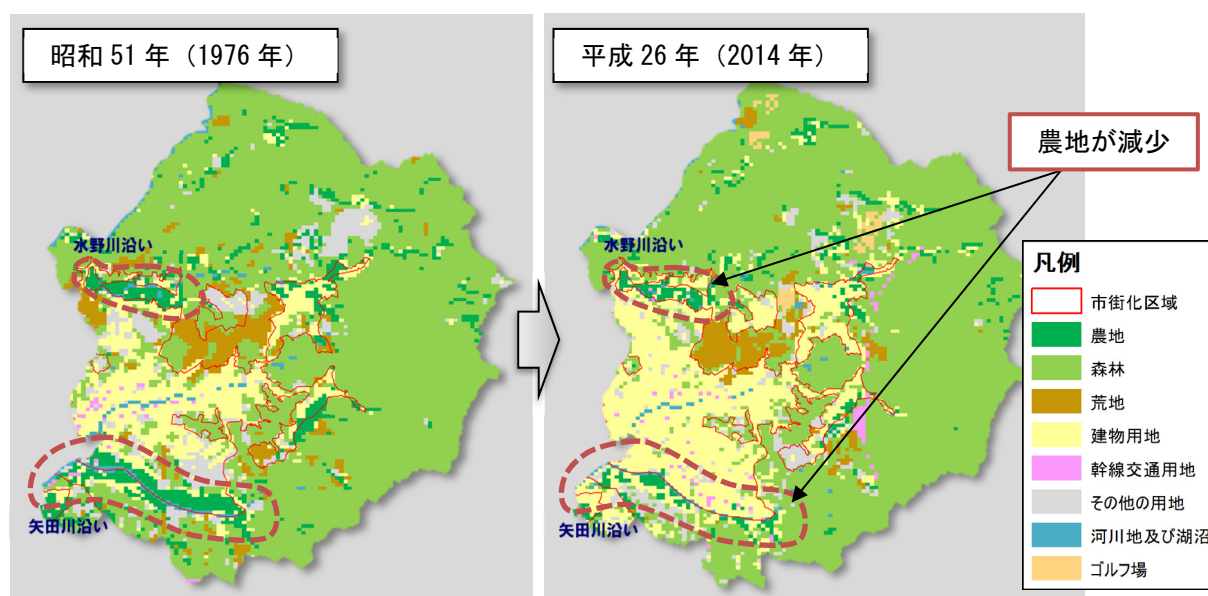 昭和 51 年（1976 年）
平成 26 年（2014 年）
農地が減少
水野川沿い
矢田川沿い
水野川沿い
矢田川沿い
凡例
市街化区域
農地
森林
荒地
建物用地
幹線交通用地
その他の用地
河川地及び湖沼
ゴルフ場